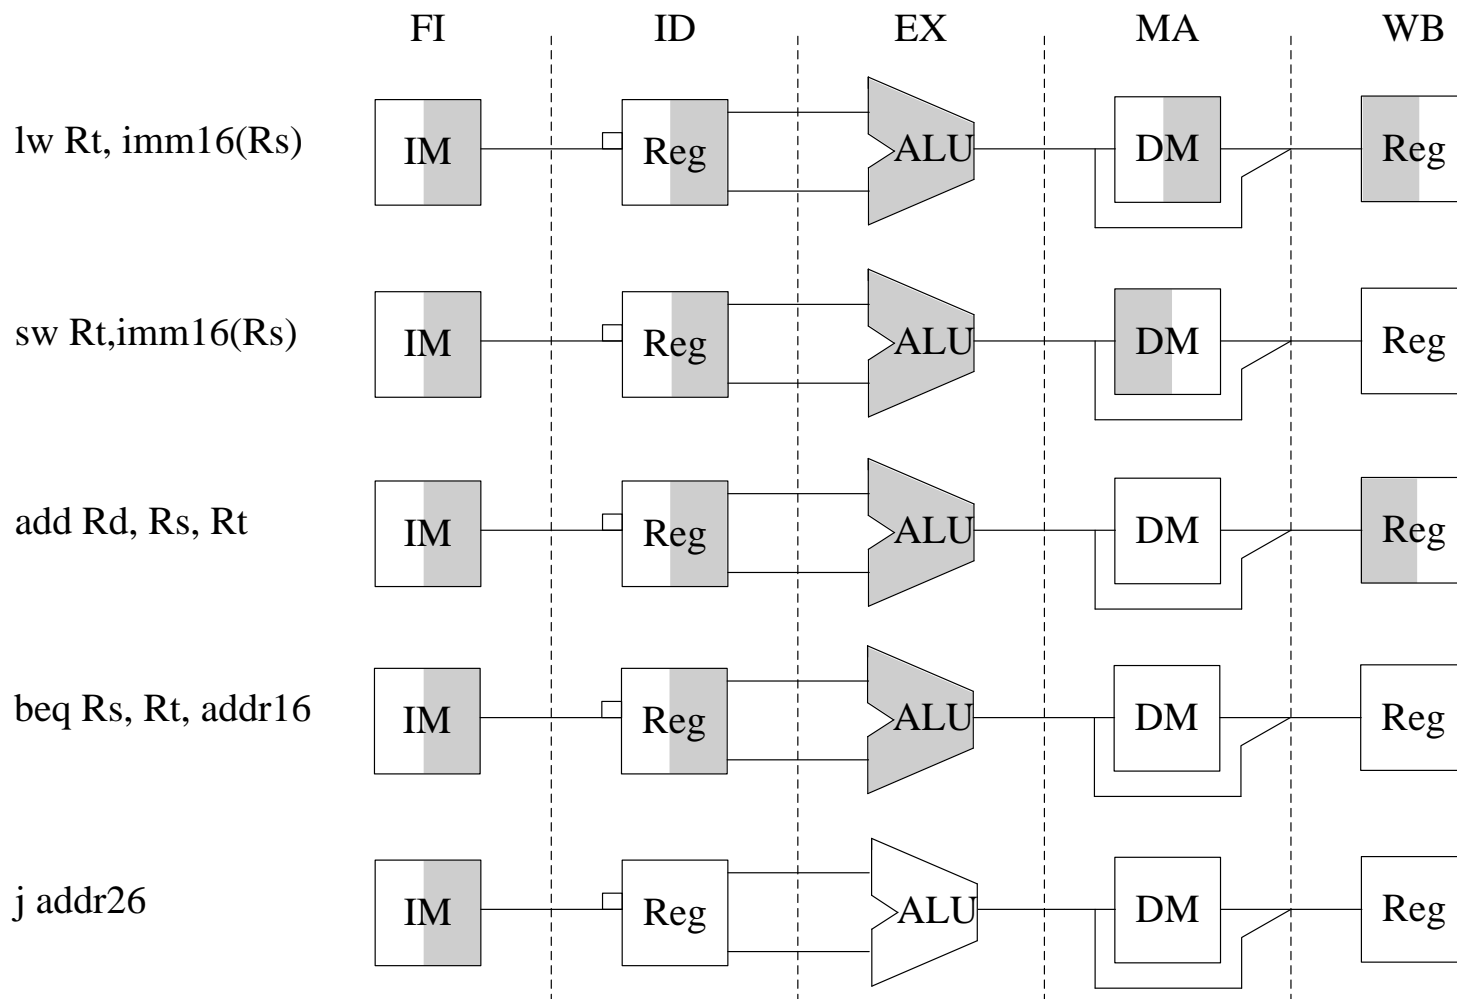 FI ID EX MA WB
lw Rt, imm16(Rs) IM Reg ALU DM Reg
sw Rt,imm16(Rs) IM Reg ALU DM Reg
add Rd, Rs, Rt IM Reg ALU DM Reg
beq Rs, Rt, addr16 IM Reg ALU DM Reg
j addr26 IM Reg ALU DM Reg